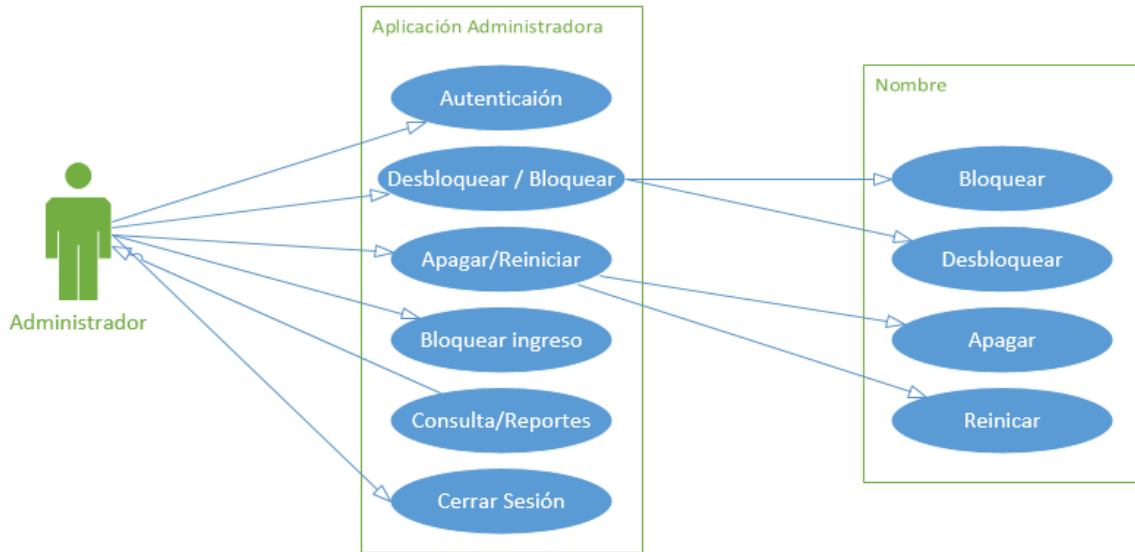 Aplicación Administradora
Autenticaión
Desbloquear / Bloquear
Apagar/Reiniciar
Bloquear ingreso
Consulta/Reportes
Cerrar Sesión
Administrador
Nombre
Bloquear
Desbloquear
Apagar
Reinicar